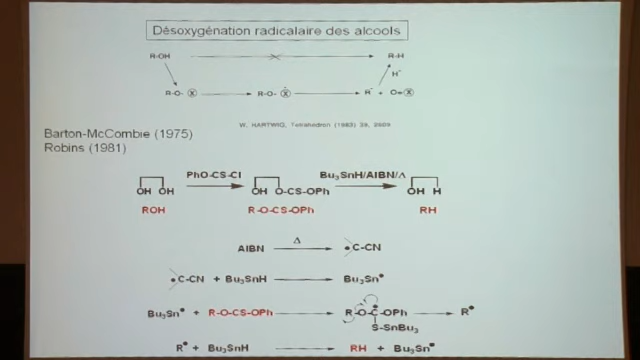 Désoxygénation radicalaire des alcools
R-OH R-H
H•
R-O-Ⓧ R-O-Ⓧ R• + O=Ⓧ
W. HARTWIG, Tetrahedron (1983) 39, 2609
Barton-McCombie (1975)
Robins (1981)
PhO-CS-Cl Bu₃SnH/AIBN/Δ
OH OH OH O-CS-OPh OH H
ROH R-O-CS-OPh RH
AIBN Δ •C-CN
•C-CN + Bu₃SnH Bu₃Sn•
Bu₃Sn• + R-O-CS-OPh R-O-C-OPh R•
S-SnBu₃
R• + Bu₃SnH RH + Bu₃Sn•